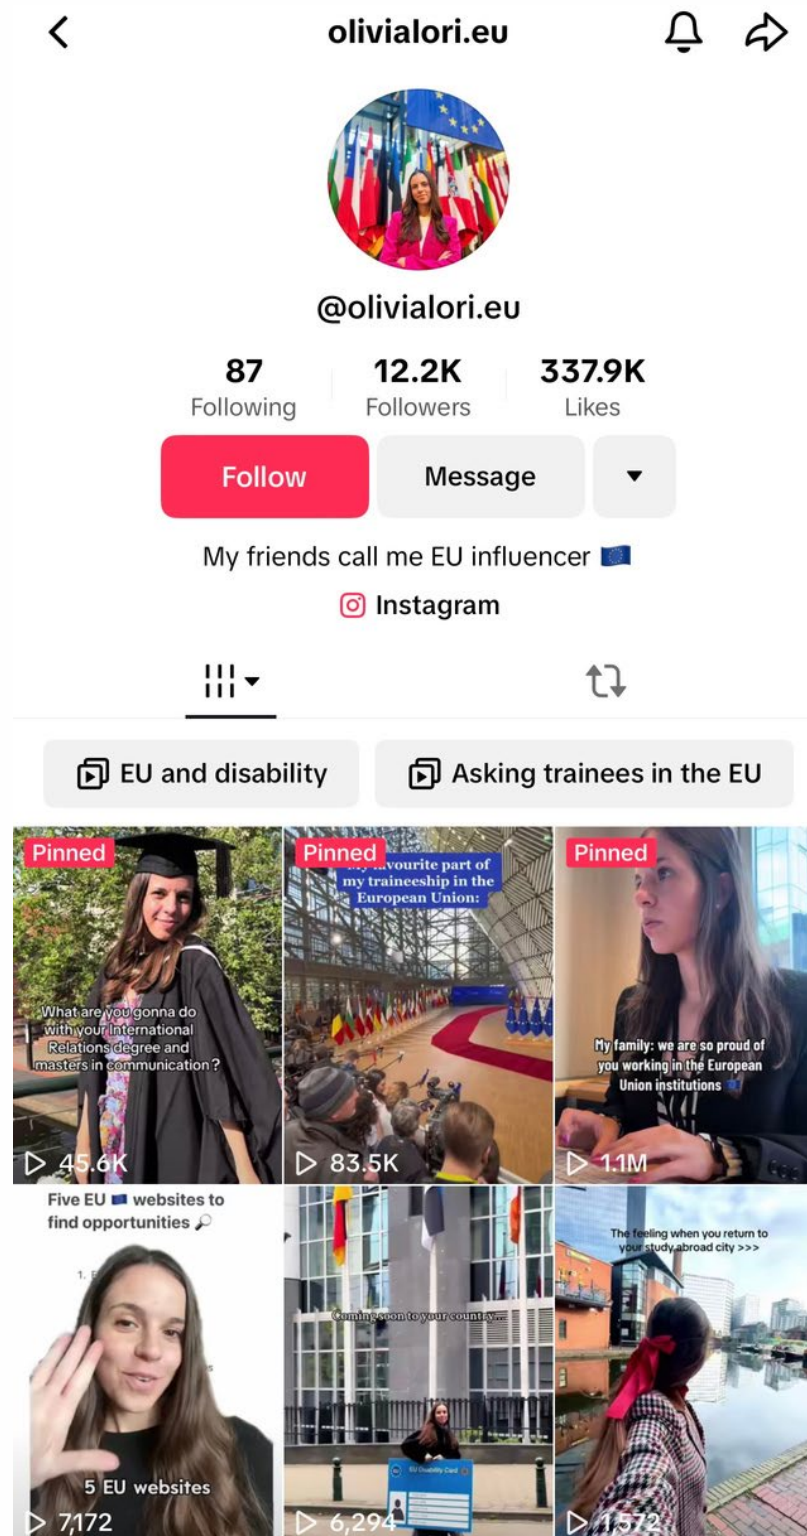 olivialori.eu
@olivialori.eu
87
Following
12.2K
Followers
337.9K
Likes
Follow
Message
My friends call me EU influencer 🇪🇺
Instagram
EU and disability
Asking trainees in the EU
Pinned
What are you gonna do
with your International
Relations degree and
masters in communication?
45.6K
Pinned
favourite part of
my traineeship in the
European Union:
83.5K
Pinned
My family: we are so proud of
you working in the European
Union institutions 🇪🇺
1.1M
Five EU 🇪🇺 websites to
find opportunities 🔎
1.
5 EU websites
7,172
Coming soon to your country...
EU Disability Card
6,294
The feeling when you return to
your study abroad city >>>
1,572